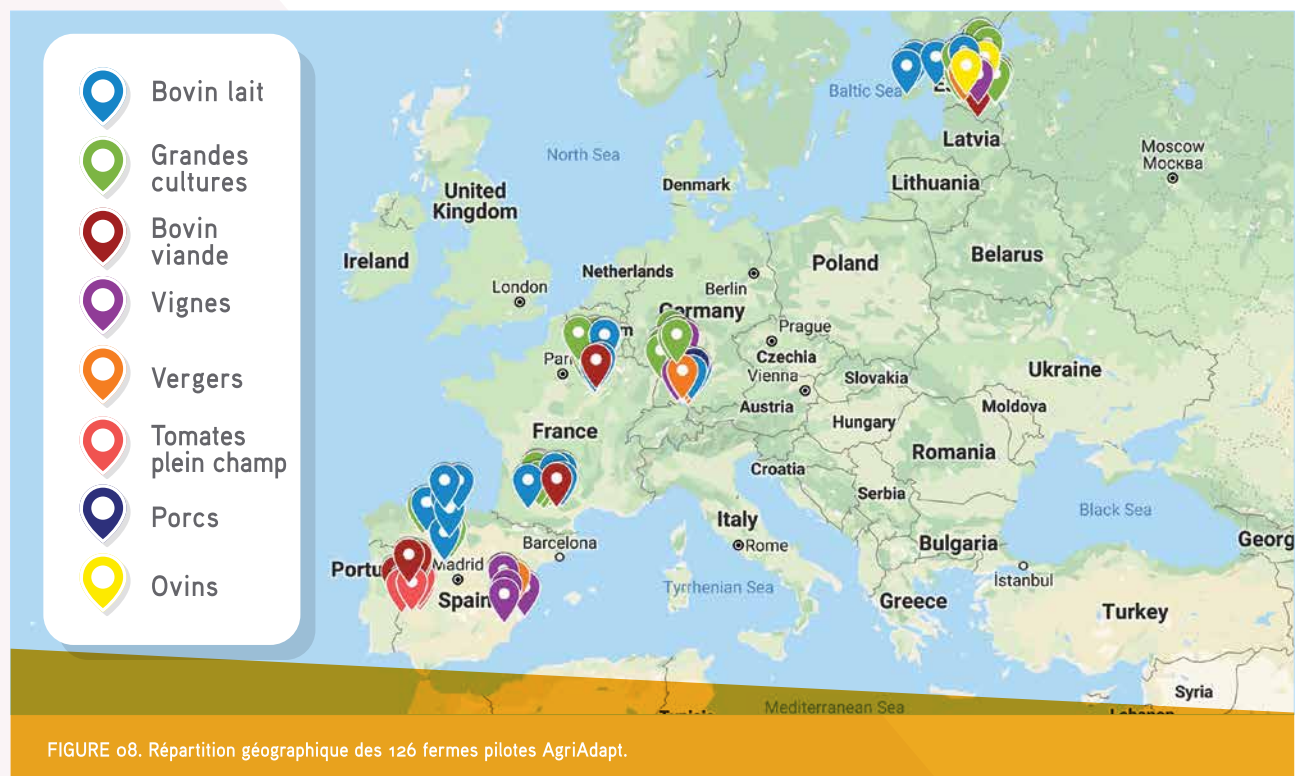 Bovin lait
Grandes
cultures
Bovin
viande
Vignes
Vergers
Tomates
plein champ
Porcs
Ovins
Baltic Sea
Latvia
Moscow
Москва
North Sea
Denmark
Lithuania
United
Kingdom
Ireland
Netherlands
Poland
Belarus
London
Berlin
Germany
Prague
Czechia
Vienna
Slovakia
Ukraine
Austria
Hungary
Moldova
France
Romania
Croatia
Serbia
Italy
Rome
Black Sea
Barcelona
Bulgaria
Georg
Portu
Madrid
Spain
Tyrrhenian Sea
İstanbul
Greece
Turkey
Syria
Mediterranean Sea
FIGURE 08. Répartition géographique des 126 fermes pilotes AgriAdapt.